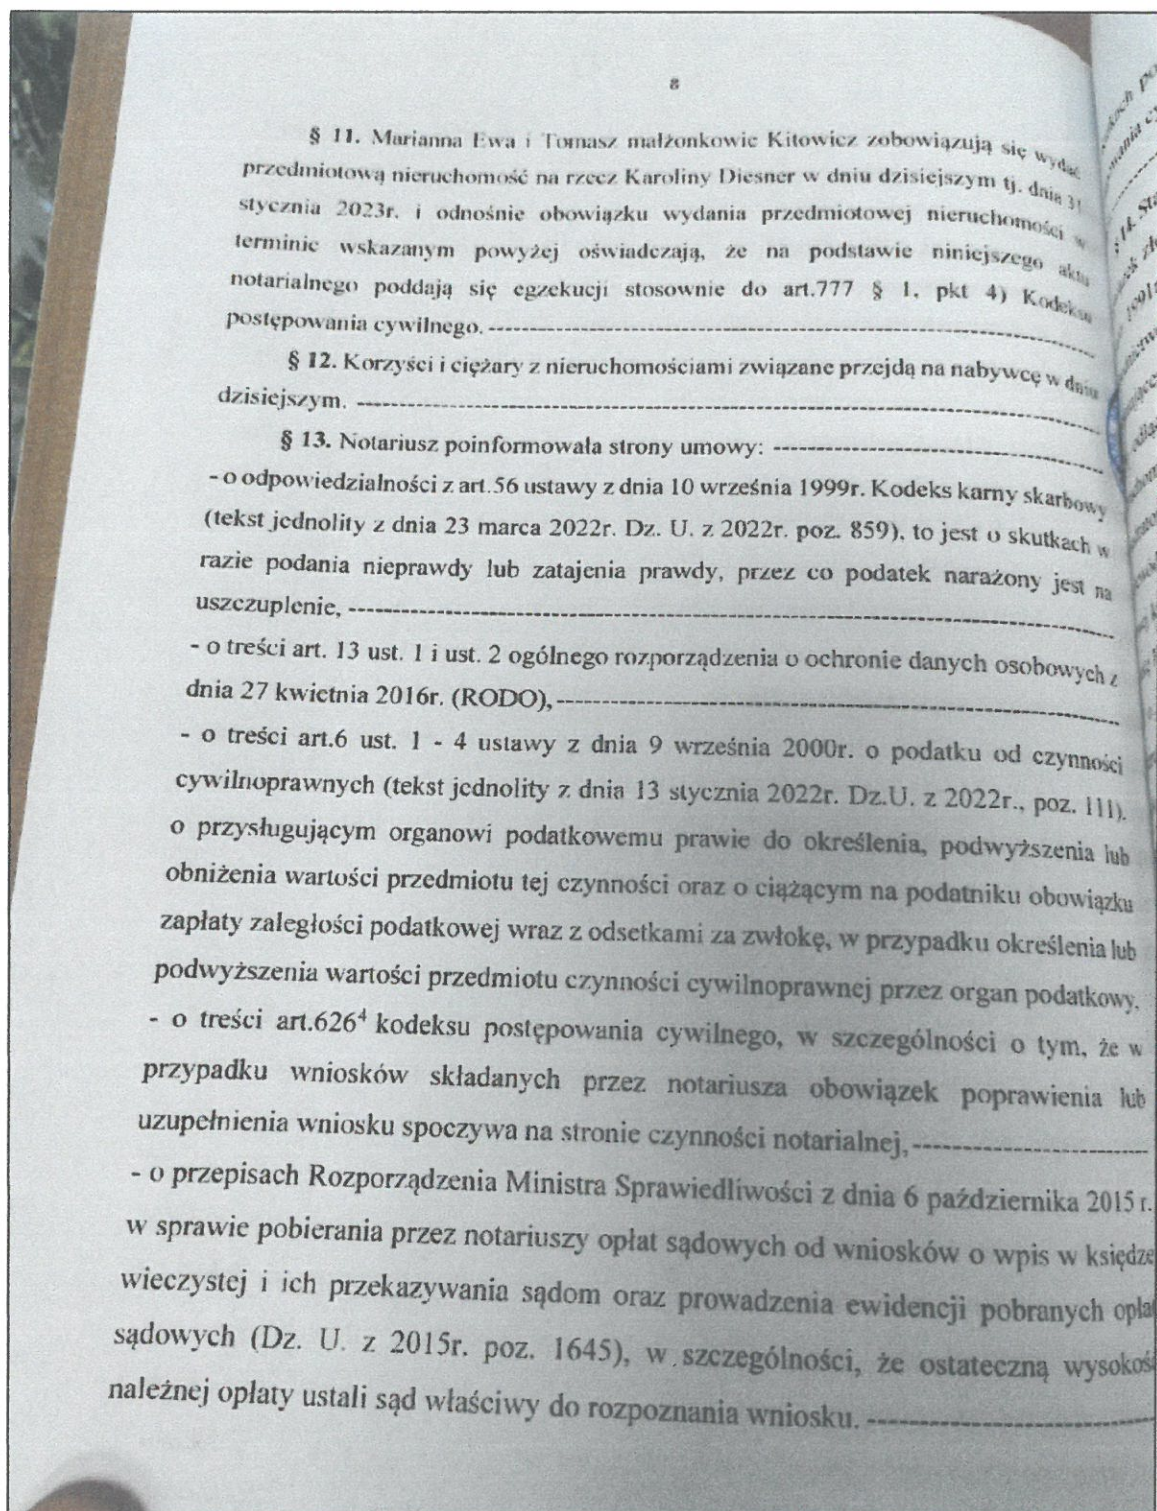 8
§ 11. Marianna Ewa i Tomasz małżonkowie Kitowicz zobowiązują się wydać
przedmiotową nieruchomość na rzecz Karoliny Diesner w dniu dzisiejszym tj. dnia 31
stycznia 2023r. i odnośnie obowiązku wydania przedmiotowej nieruchomości w
terminie wskazanym powyżej oświadczają, że na podstawie niniejszego aktu
notarialnego poddają się egzekucji stosownie do art.777 § 1, pkt 4) Kodeksu
postępowania cywilnego. ------------------------------
§ 12. Korzyści i ciężary z nieruchomościami związane przejdą na nabywcę w dniu
dzisiejszym. ------------------------------
§ 13. Notariusz poinformowała strony umowy: ------------------------------
- o odpowiedzialności z art.56 ustawy z dnia 10 września 1999r. Kodeks karny skarbowy
(tekst jednolity z dnia 23 marca 2022r. Dz. U. z 2022r. poz. 859), to jest o skutkach w
razie podania nieprawdy lub zatajenia prawdy, przez co podatek narażony jest na
uszczuplenie, ------------------------------
- o treści art. 13 ust. 1 i ust. 2 ogólnego rozporządzenia o ochronie danych osobowych z
dnia 27 kwietnia 2016r. (RODO), ------------------------------
- o treści art.6 ust. 1 - 4 ustawy z dnia 9 września 2000r. o podatku od czynności
cywilnoprawnych (tekst jednolity z dnia 13 stycznia 2022r. Dz.U. z 2022r., poz. 111).
o przysługującym organowi podatkowemu prawie do określenia, podwyższenia lub
obniżenia wartości przedmiotu tej czynności oraz o ciążącym na podatniku obowiązku
zapłaty zaległości podatkowej wraz z odsetkami za zwłokę, w przypadku określenia lub
podwyższenia wartości przedmiotu czynności cywilnoprawnej przez organ podatkowy,
- o treści art.626⁴ kodeksu postępowania cywilnego, w szczególności o tym, że w
przypadku wniosków składanych przez notariusza obowiązek poprawienia lub
uzupełnienia wniosku spoczywa na stronie czynności notarialnej, ------------------------------
- o przepisach Rozporządzenia Ministra Sprawiedliwości z dnia 6 października 2015 r.
w sprawie pobierania przez notariuszy opłat sądowych od wniosków o wpis w księdze
wieczystej i ich przekazywania sądom oraz prowadzenia ewidencji pobranych opłat
sądowych (Dz. U. z 2015r. poz. 1645), w szczególności, że ostateczną wysokość
należnej opłaty ustali sąd właściwy do rozpoznania wniosku. ------------------------------
§ 14. Sta